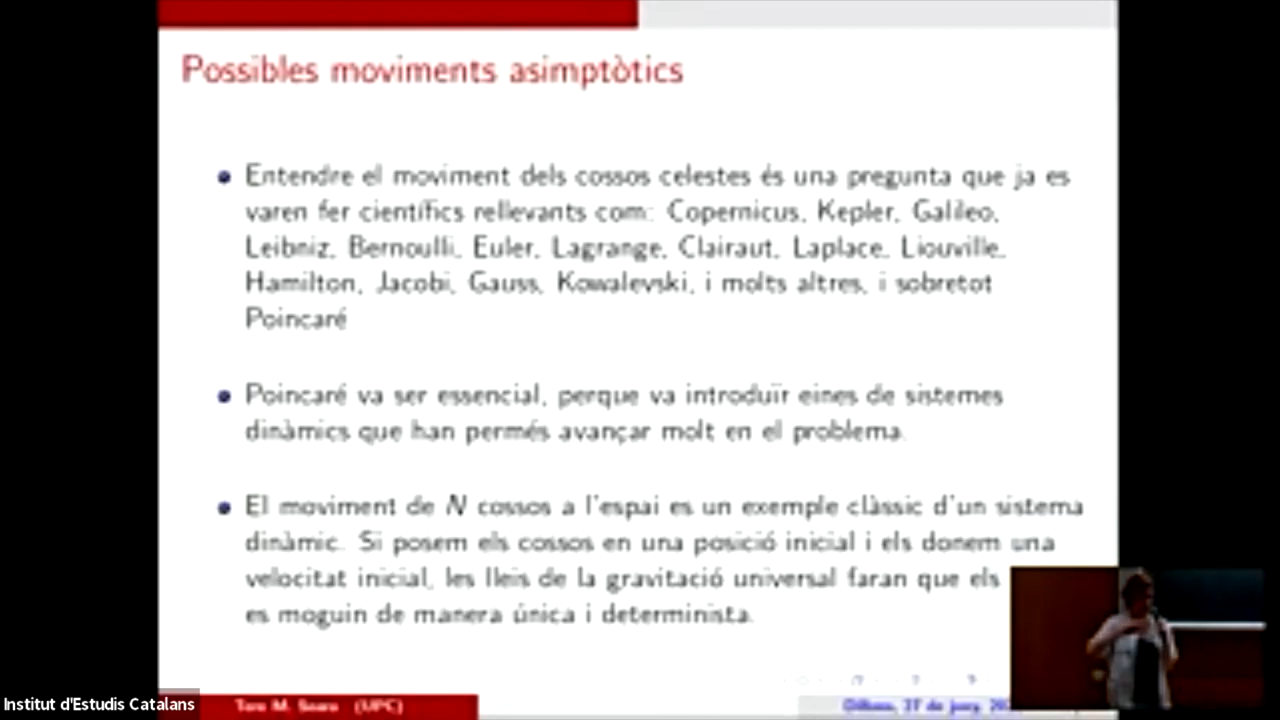 Possibles moviments asimptòtics
Entendre el moviment dels cossos celestes és una pregunta que ja es
varen fer científics rellevants com: Copernicus, Kepler, Galileo,
Leibniz, Bernoulli, Euler, Lagrange, Clairaut, Laplace, Liouville,
Hamilton, Jacobi, Gauss, Kowalevski, i molts altres, i sobretot
Poincaré
Poincaré va ser essencial, perque va introduïr eines de sistemes
dinàmics que han permés avançar molt en el problema.
El moviment de N cossos a l'espai es un exemple clàssic d'un sistema
dinàmic. Si posem els cossos en una posició inicial i els donem una
velocitat inicial, les lleis de la gravitació universal faran que els
es moguin de manera única i determinista.
Institut d'Estudis Catalans
M. Seara (UPC)
27 de juny,